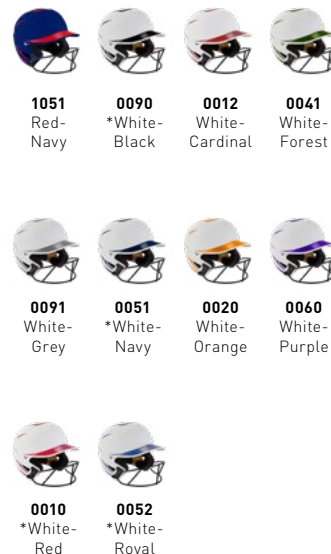 1051 0090 0012 0041
Red- *White- White- White-
Navy Black Cardinal Forest
0091 0051 0020 0060
White- *White- White- White-
Grey Navy Orange Purple
0010 0052
*White- *White-
Red Royal